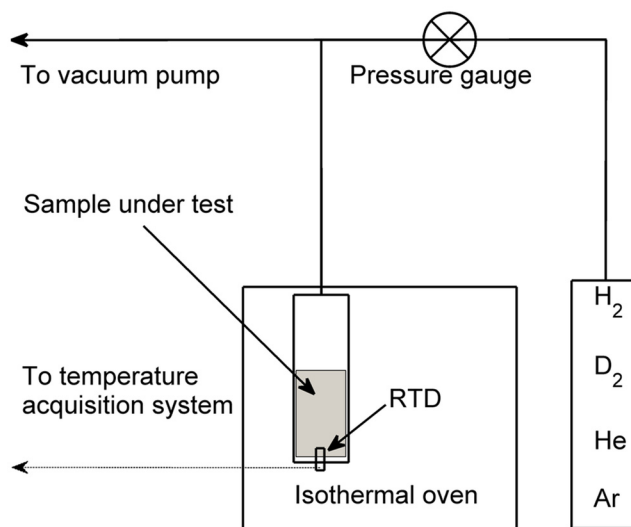 To vacuum pump
Pressure gauge
Sample under test
H2
D2
He
Ar
To temperature
acquisition system
RTD
Isothermal oven